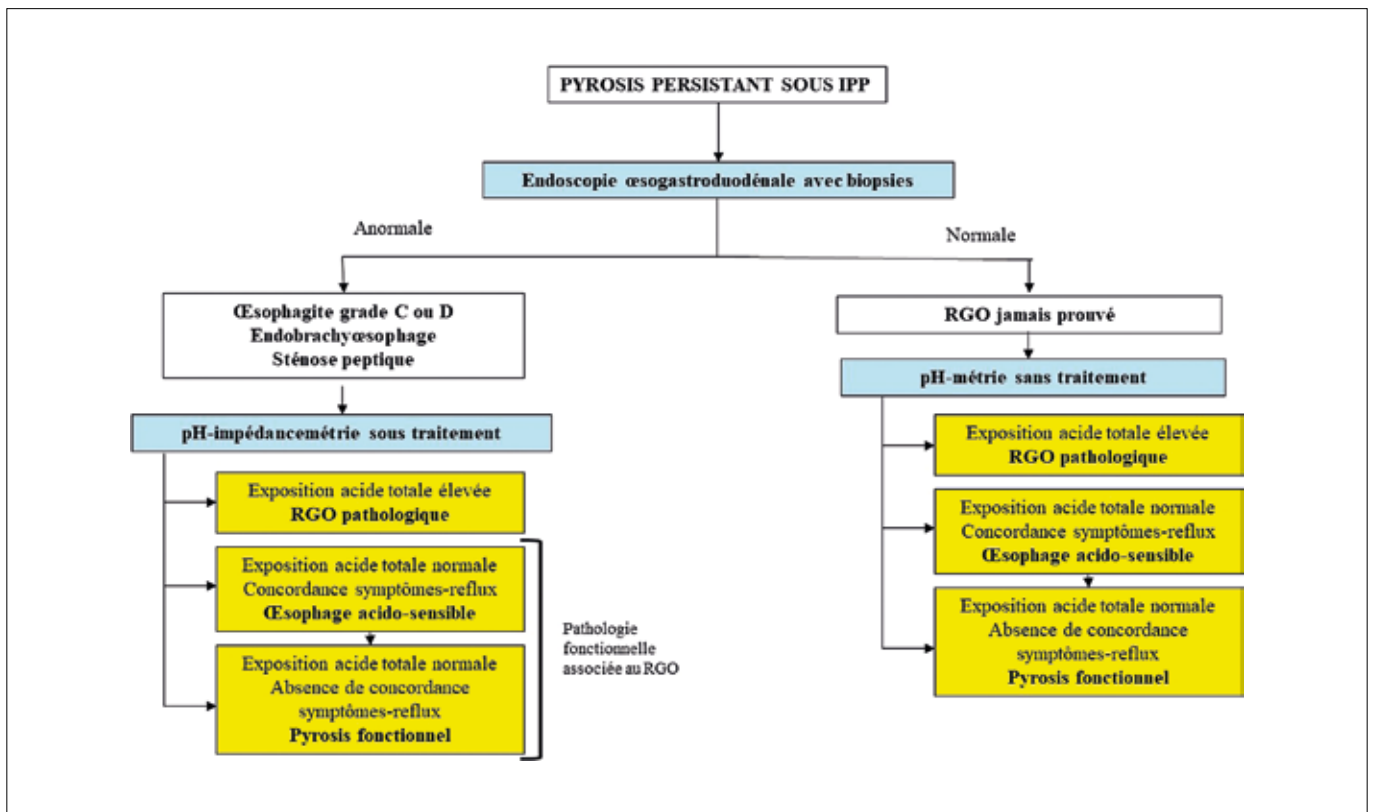 PYROSIS PERSISTANT SOUS IPP
Endoscopie œsogastroduodénale avec biopsies
Anormale
Normale
Œsophagite grade C ou D
Endobrachyœsophage
Sténose peptique
RGO jamais prouvé
pH-métrie sans traitement
pH-impédancemétrie sous traitement
Exposition acide totale élevée
RGO pathologique
Exposition acide totale normale
Concordance symptômes-reflux
Œsophage acido-sensible
Exposition acide totale normale
Absence de concordance
symptômes-reflux
Pyrosis fonctionnel
Pathologie
fonctionnelle
associée au RGO
Exposition acide totale élevée
RGO pathologique
Exposition acide totale normale
Concordance symptômes-reflux
Œsophage acido-sensible
Exposition acide totale normale
Absence de concordance
symptômes-reflux
Pyrosis fonctionnel